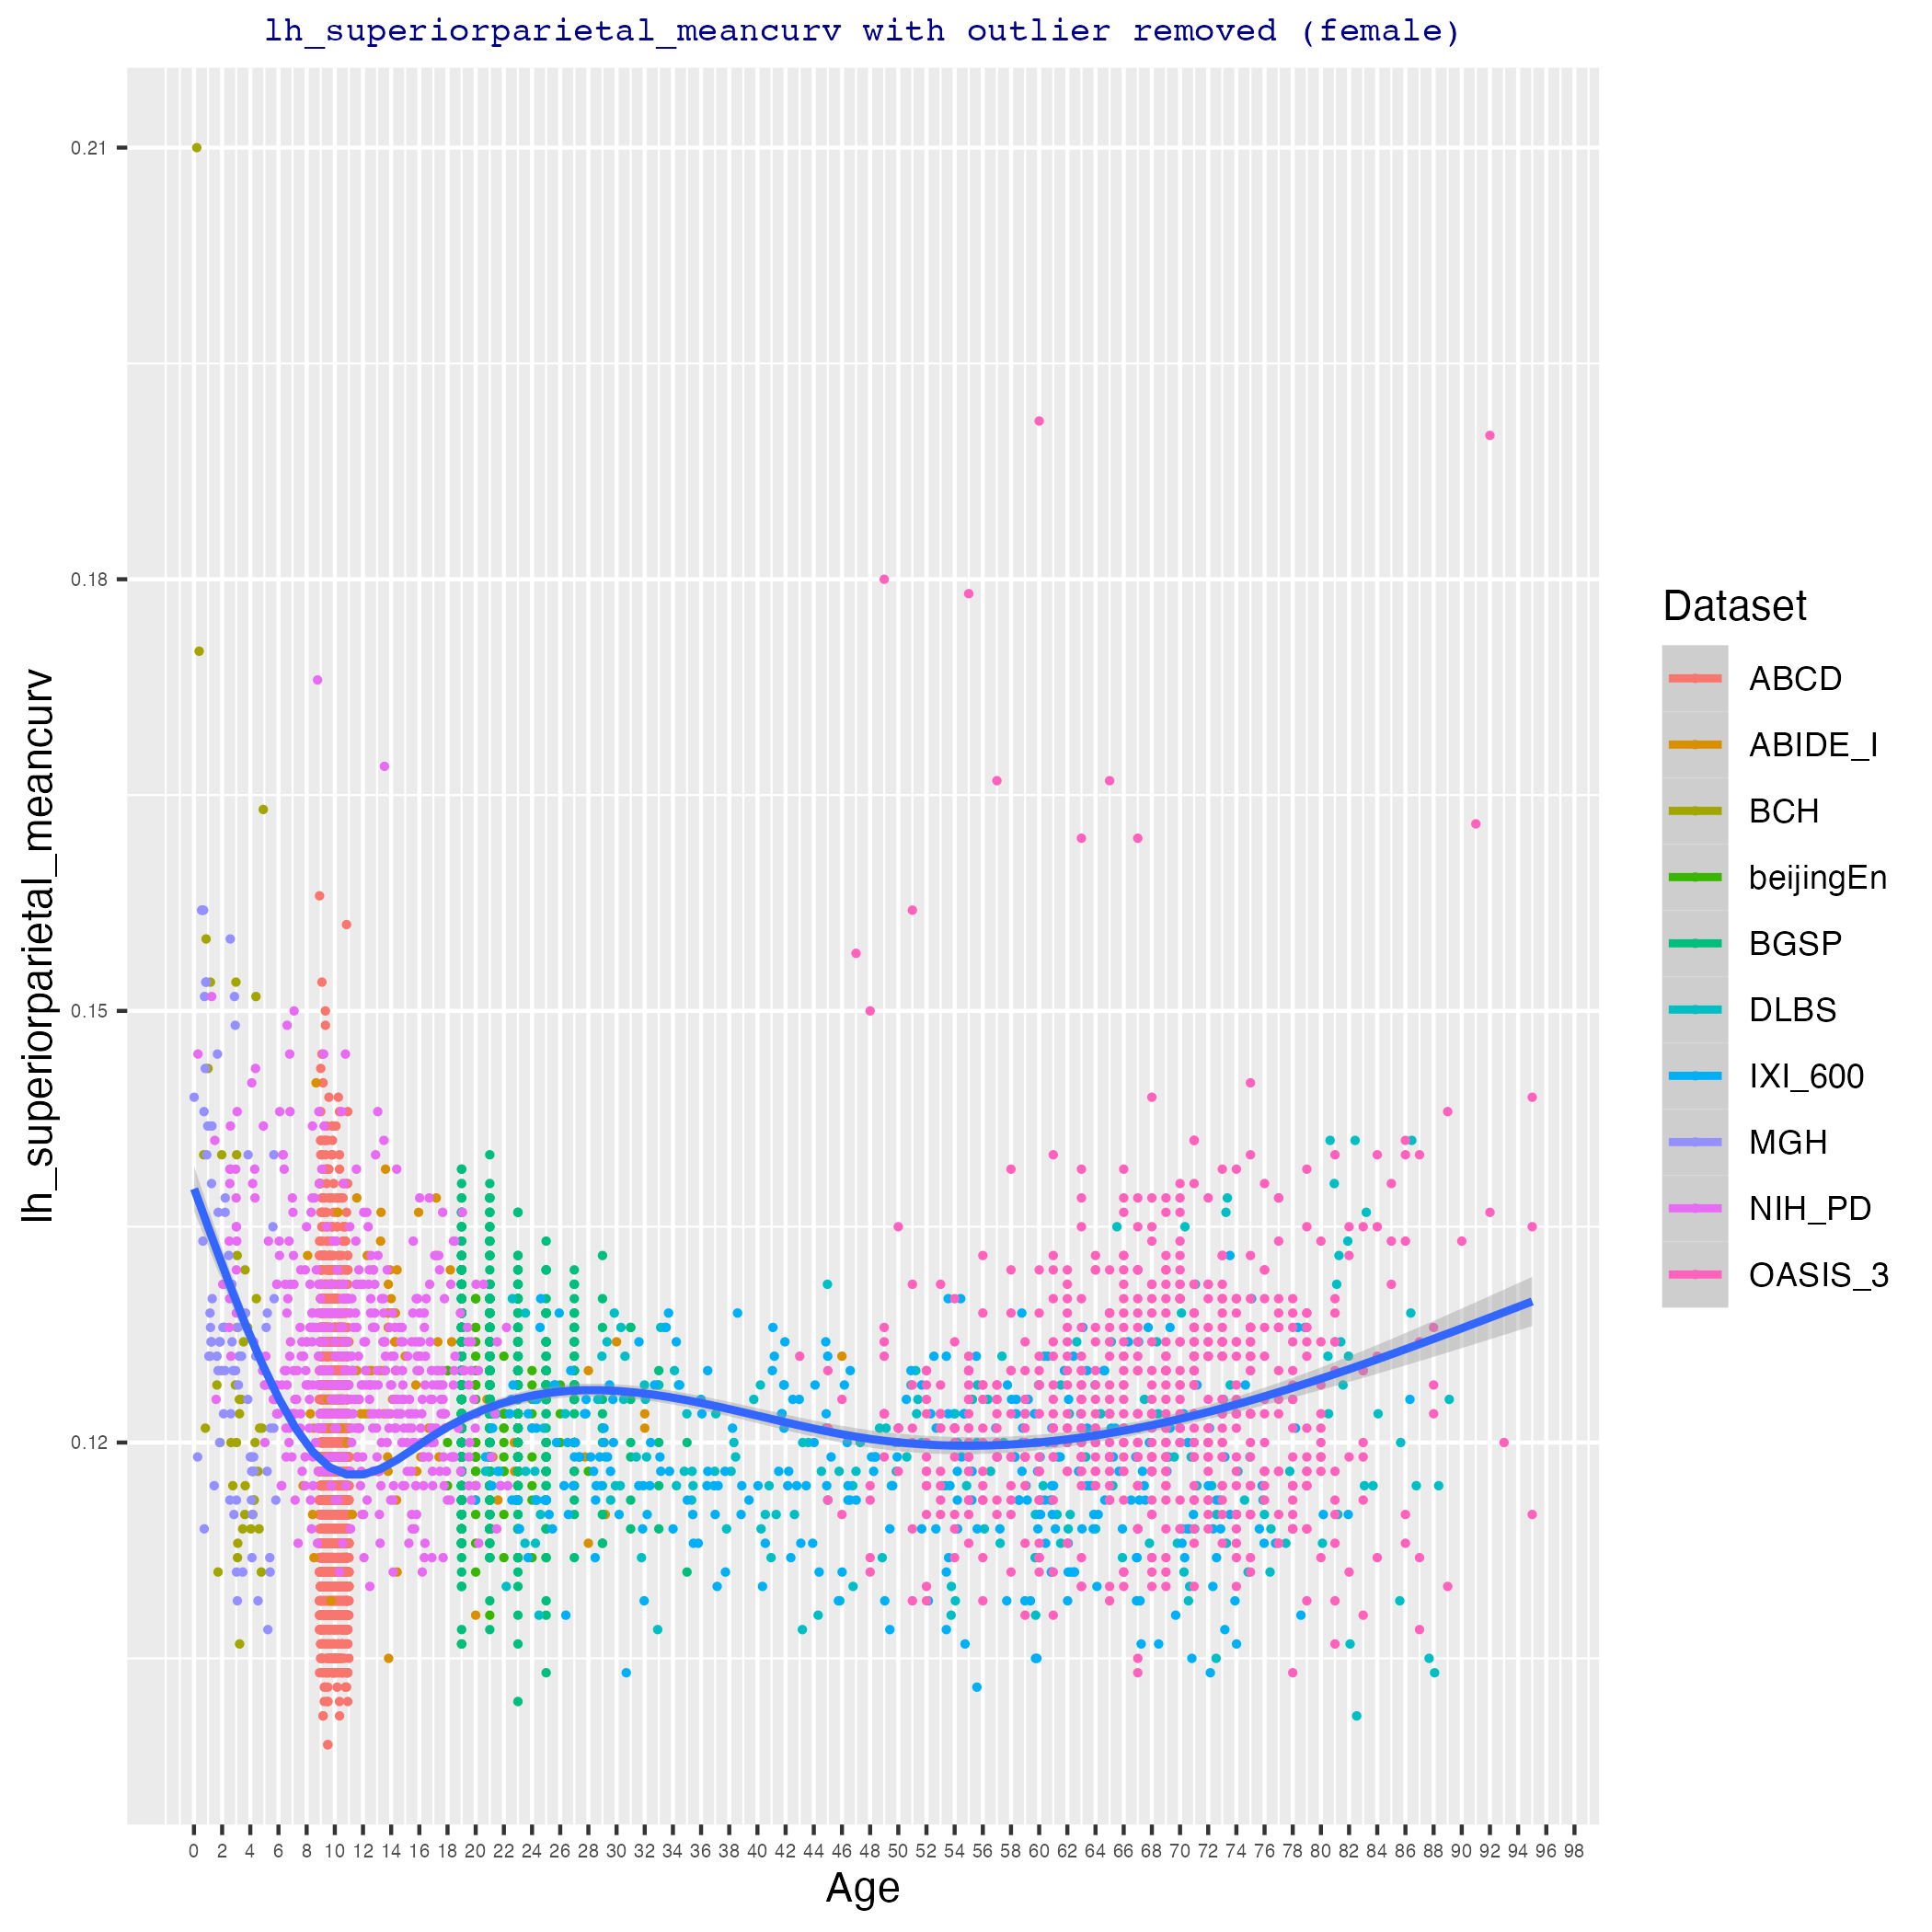 lh_superiorparietal_meancurv with outlier removed (female)
lh_superiorparietal_meancurv
0.21
0.18
0.15
0.12
0 2 4 6 8 10 12 14 16 18 20 22 24 26 28 30 32 34 36 38 40 42 44 46 48 50 52 54 56 58 60 62 64 66 68 70 72 74 76 78 80 82 84 86 88 90 92 94 96 98
Age
Dataset
ABCD
ABIDE_I
BCH
beijingEn
BGSP
DLBS
IXI_600
MGH
NIH_PD
OASIS_3